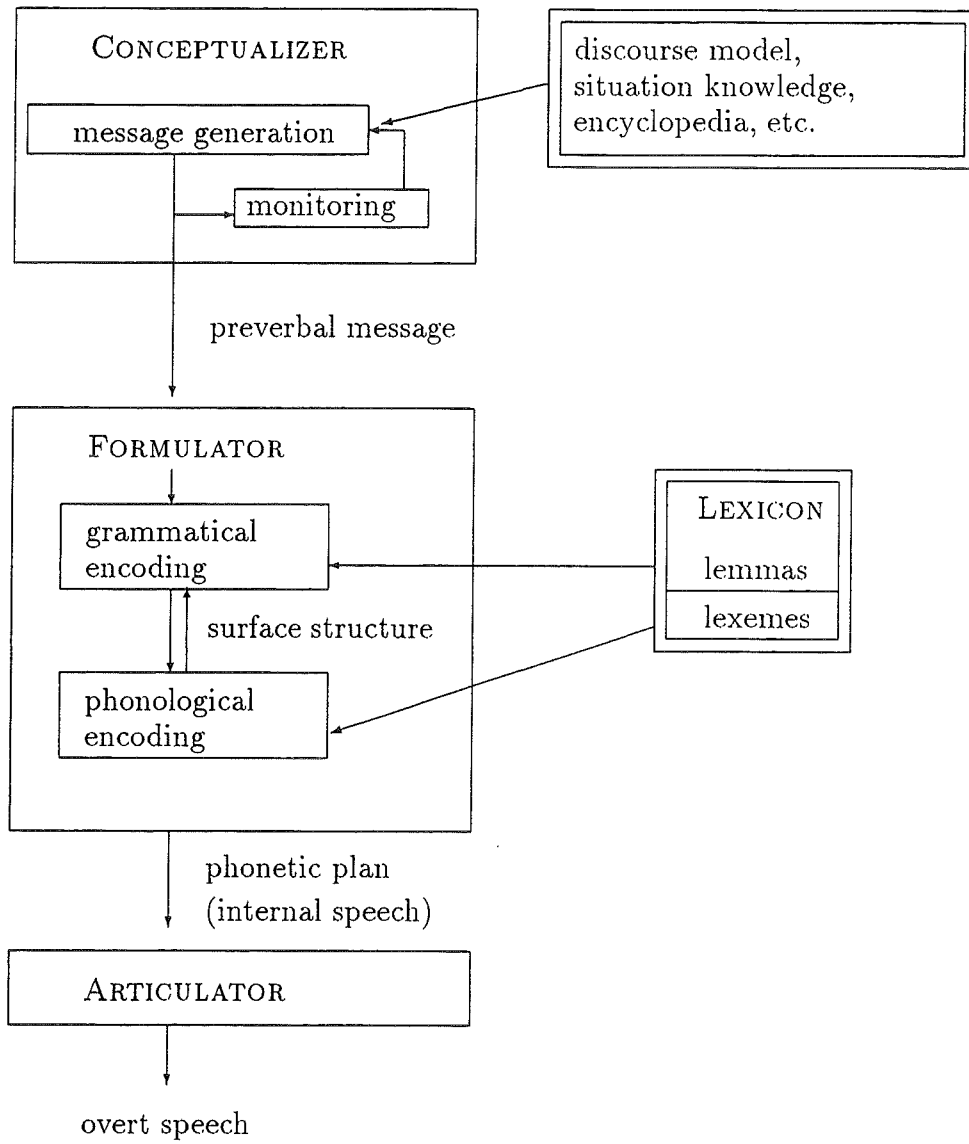 CONCEPTUALIZER
message generation
monitoring
discourse model,
situation knowledge,
encyclopedia, etc.
preverbal message
FORMULATOR
grammatical
encoding
surface structure
phonological
encoding
LEXICON
lemmas
lexemes
phonetic plan
(internal speech)
ARTICULATOR
overt speech